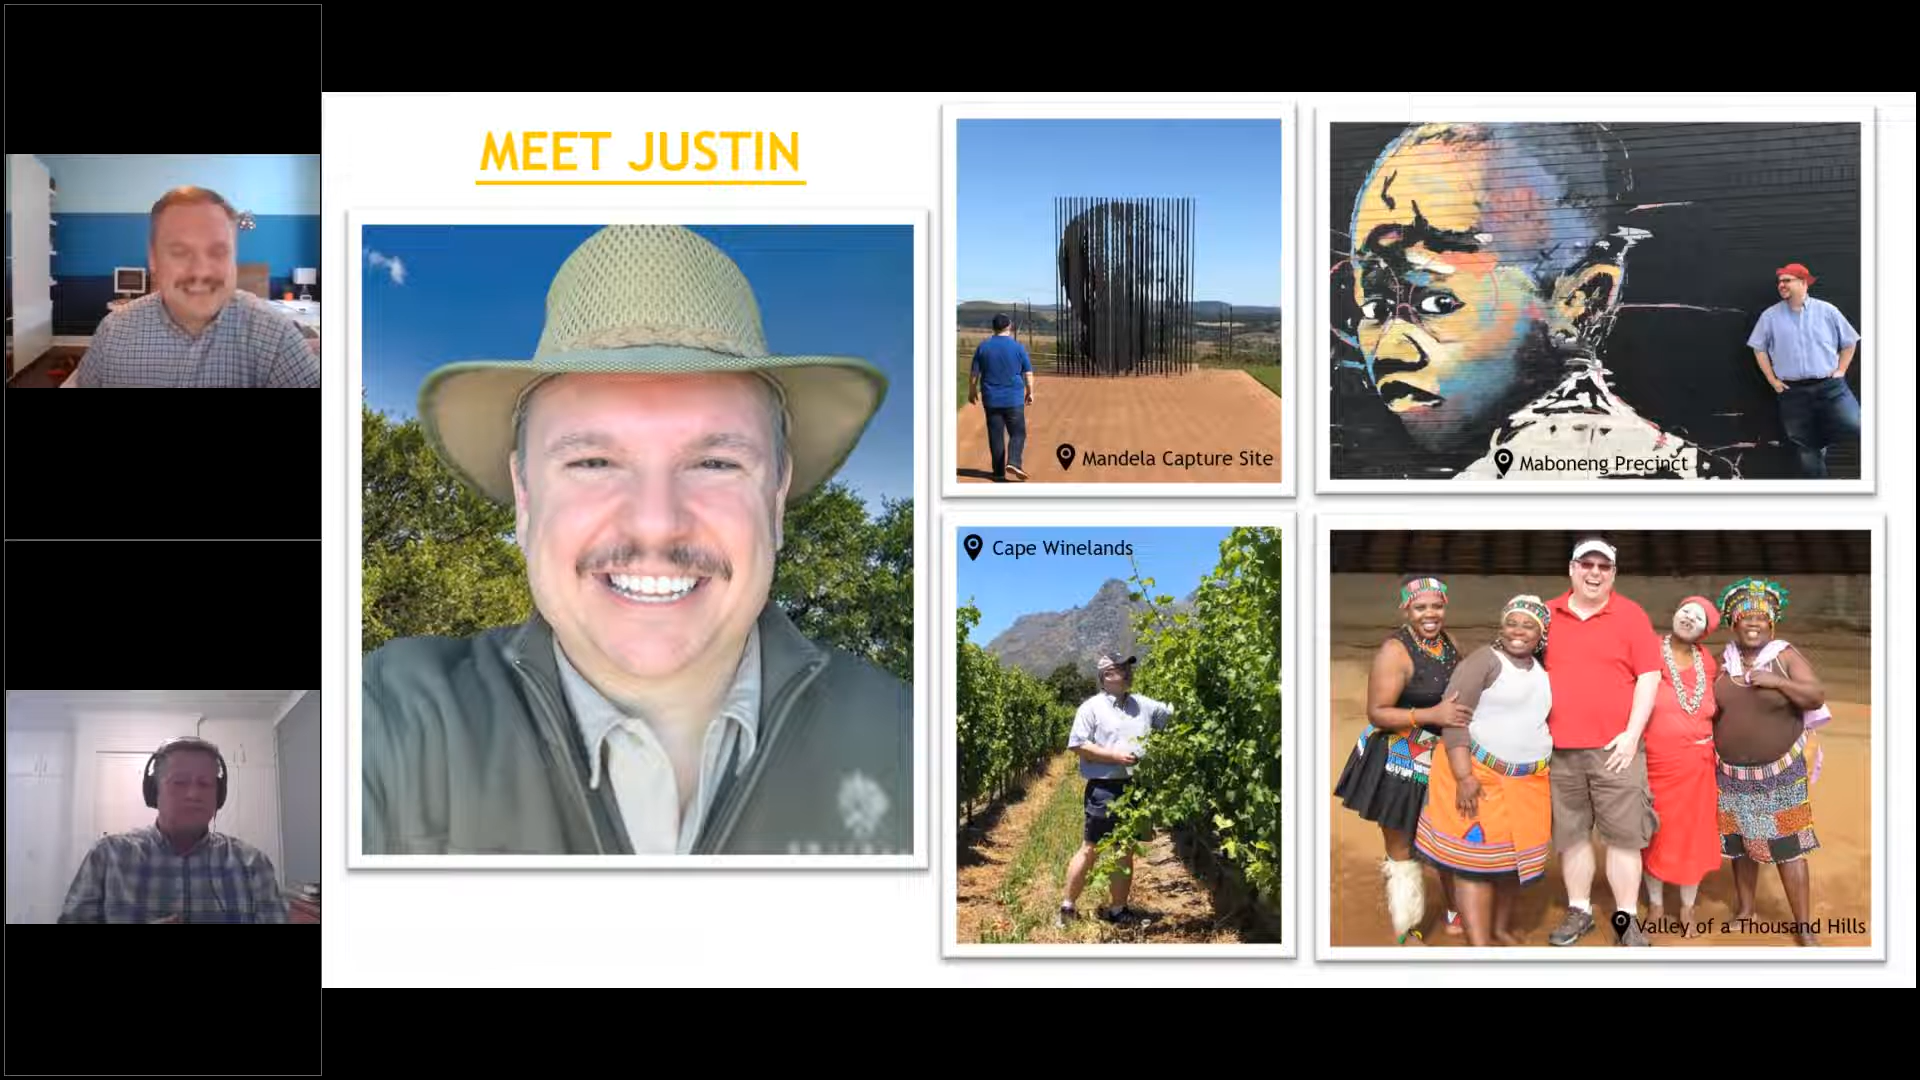 MEET JUSTIN
Mandela Capture Site
Maboneng Precinct
Cape Winelands
Valley of a Thousand Hills